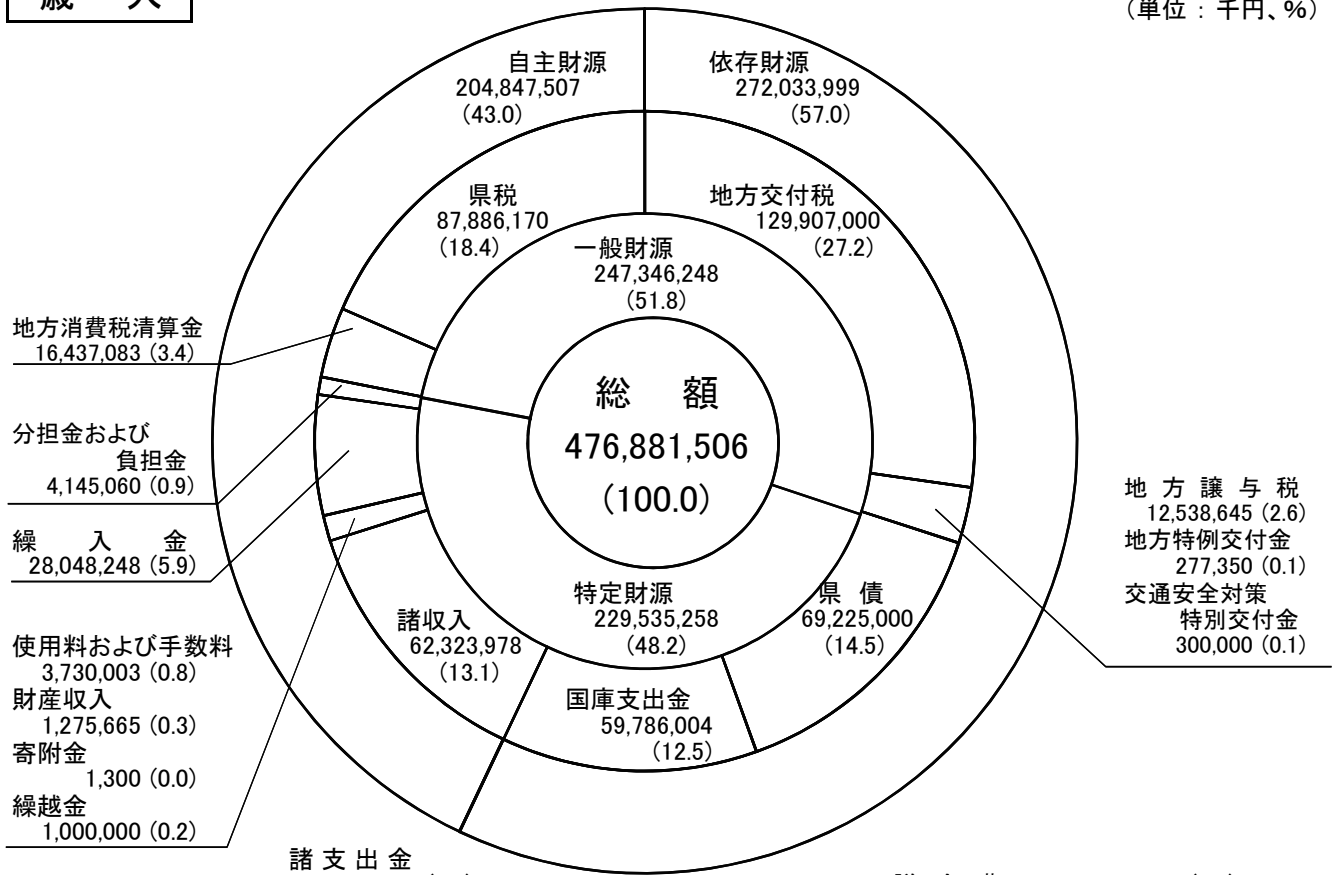 歳 入
（単位：千円、%）
自主財源
204,847,507
(43.0)
依存財源
272,033,999
(57.0)
県税
87,886,170
(18.4)
地方交付税
129,907,000
(27.2)
一般財源
247,346,248
(51.8)
地方消費税清算金
16,437,083 (3.4)
総 額
476,881,506
(100.0)
分担金および
負担金
4,145,060 (0.9)
繰 入 金
28,048,248 (5.9)
地 方 譲 与 税
12,538,645 (2.6)
地方特例交付金
277,350 (0.1)
交通安全対策
特別交付金
300,000 (0.1)
特定財源
229,535,258
(48.2)
県 債
69,225,000
(14.5)
諸収入
62,323,978
(13.1)
国庫支出金
59,786,004
(12.5)
使用料および手数料
3,730,003 (0.8)
財産収入
1,275,665 (0.3)
寄附金
1,300 (0.0)
繰越金
1,000,000 (0.2)
諸 支 出 金